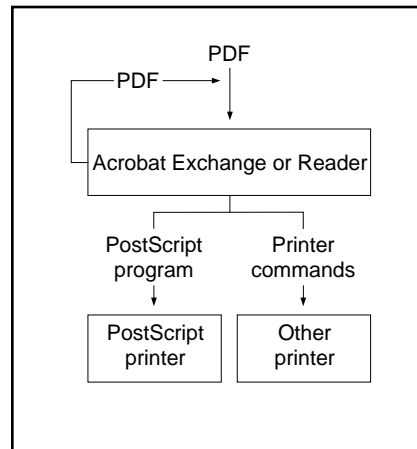 PDF
PDF
Acrobat Exchange or Reader
PostScript
program
Printer
commands
PostScript
printer
Other
printer